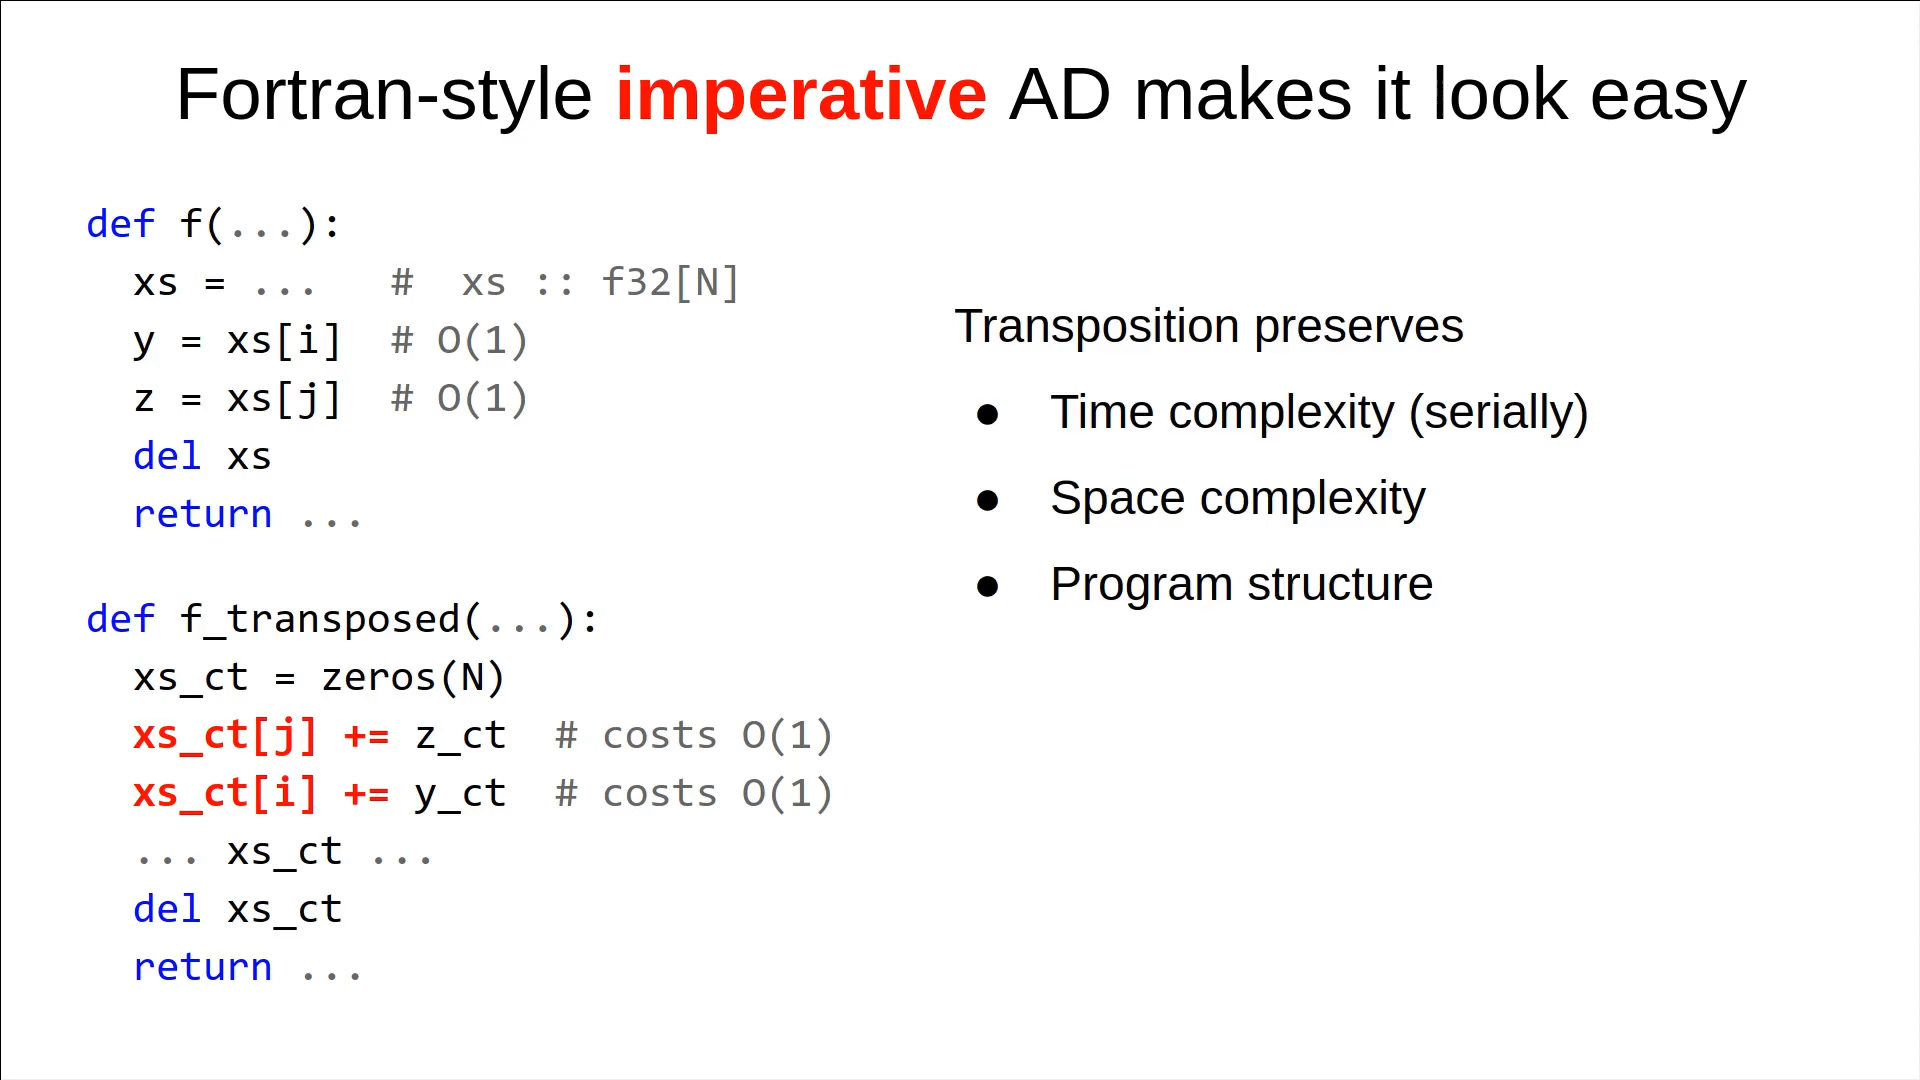 Fortran-style imperative AD makes it look easy
def f(...):
  xs = ...   #  xs :: f32[N]
  y = xs[i]  # O(1)
  z = xs[j]  # O(1)
  del xs
  return ...
def f_transposed(...):
  xs_ct = zeros(N)
  xs_ct[j] += z_ct  # costs O(1)
  xs_ct[i] += y_ct  # costs O(1)
  ... xs_ct ...
  del xs_ct
  return ...
Transposition preserves
● Time complexity (serially)
● Space complexity
● Program structure